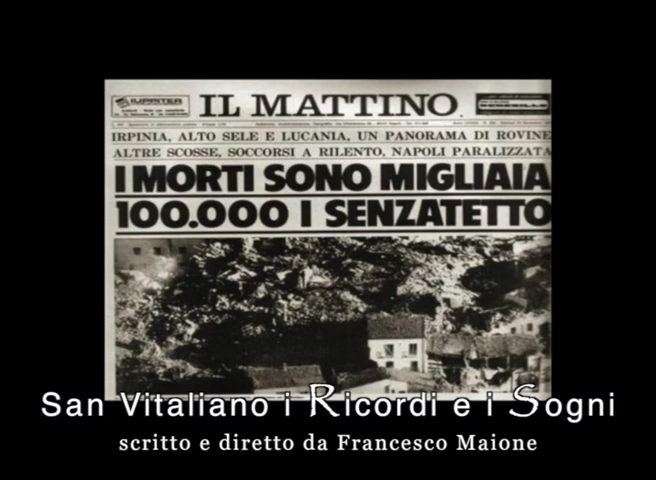 JUPITER
IL MATTINO
IRPINIA, ALTO SELE E LUCANIA, UN PANORAMA DI ROVINE
ALTRE SCOSSE, SOCCORSI A RILENTO, NAPOLI PARALIZZATA
I MORTI SONO MIGLIAIA
100.000 I SENZATETTO
San Vitaliano i Ricordi e i Sogni
scritto e diretto da Francesco Maione